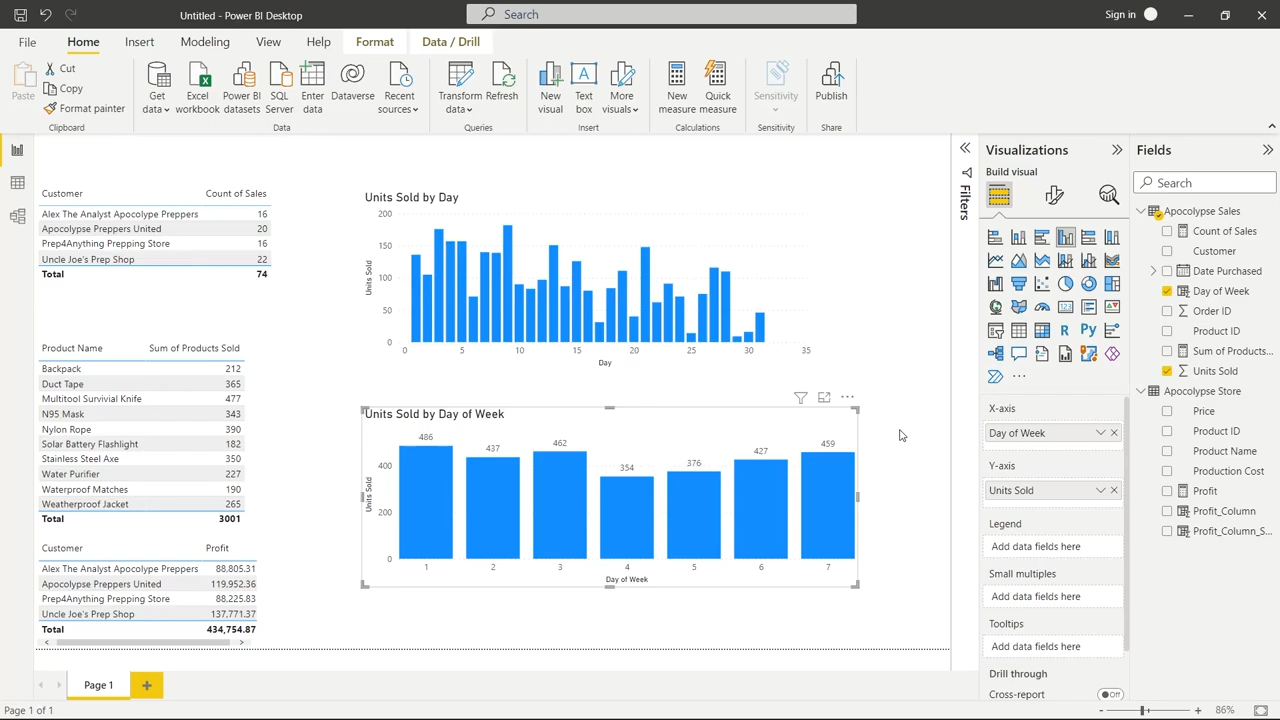 Untitled - Power BI Desktop
Search
Sign in
File Home Insert Modeling View Help Format Data / Drill
Paste
Cut
Copy
Format painter
Clipboard
Get data
Excel workbook
Power BI datasets
SQL Server
Enter data
Dataverse
Recent sources
Data
Transform data
Refresh
Queries
New visual
Text box
More visuals
Insert
New measure
Quick measure
Calculations
Sensitivity
Sensitivity
Publish
Share
Customer Count of Sales
Alex The Analyst Apocolype Preppers 16
Apocolypse Preppers United 20
Prep4Anything Prepping Store 16
Uncle Joe's Prep Shop 22
Total 74
Product Name Sum of Products Sold
Backpack 212
Duct Tape 365
Multitool Survivial Knife 477
N95 Mask 343
Nylon Rope 390
Solar Battery Flashlight 182
Stainless Steel Axe 350
Water Purifier 227
Waterproof Matches 190
Weatherproof Jacket 265
Total 3001
Customer Profit
Alex The Analyst Apocolype Preppers 88,805.31
Apocolypse Preppers United 119,952.36
Prep4Anything Prepping Store 88,225.83
Uncle Joe's Prep Shop 137,771.37
Total 434,754.87
Units Sold by Day
200
150
100
50
0
Units Sold
0 5 10 15 20 25 30 35
Day
Units Sold by Day of Week
486 437 462 354 376 427 459
400
200
0
Units Sold
1 2 3 4 5 6 7
Day of Week
Filters
Visualizations
Build visual
R Py
X-axis
Day of Week
Y-axis
Units Sold
Legend
Add data fields here
Small multiples
Add data fields here
Tooltips
Add data fields here
Drill through
Cross-report Off
Fields
Search
Apocolypse Sales
Count of Sales
Customer
Date Purchased
Day of Week
Order ID
Product ID
Sum of Products...
Units Sold
Apocolypse Store
Price
Product ID
Product Name
Production Cost
Profit
Profit_Column
Profit_Column_S...
Page 1
Page 1 of 1
86%